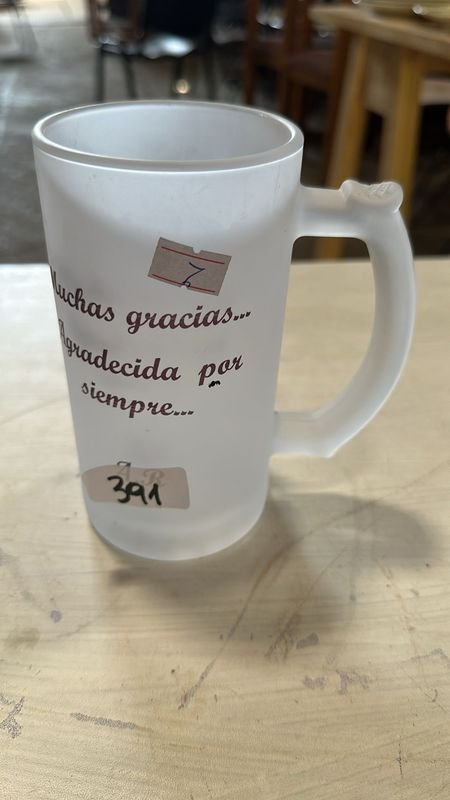 7
Muchas gracias...
Agradecida por
siempre...
A R
391